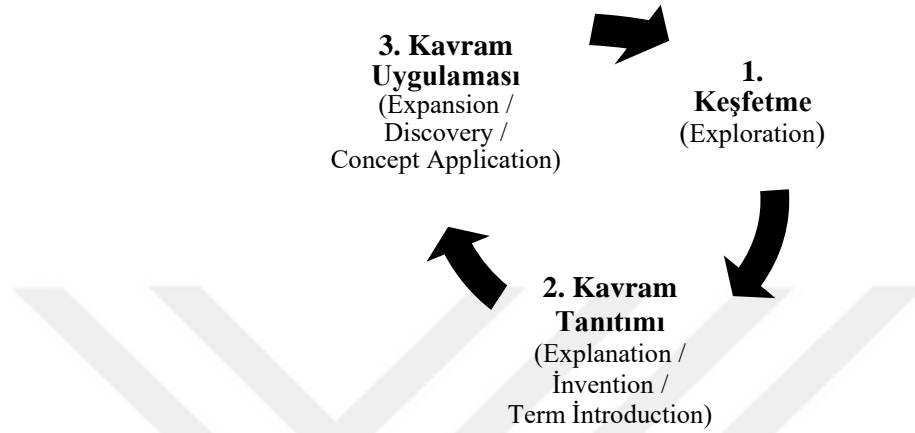 3. Kavram
Uygulaması
(Expansion /
Discovery /
Concept Application)
1.
Keşfetme
(Exploration)
2. Kavram
Tanıtımı
(Explanation /
İnvention /
Term İntroduction)